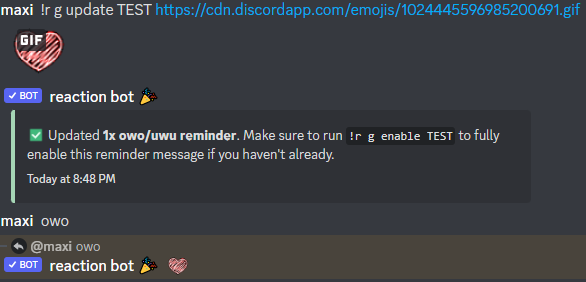 maxi !r g update TEST https://cdn.discordapp.com/emojis/1024445596985200691.gif
GIF
✓ BOT reaction bot 🎉
✅ Updated 1x owo/uwu reminder. Make sure to run !r g enable TEST to fully
enable this reminder message if you haven't already.
Today at 8:48 PM
maxi owo
@maxi owo
✓ BOT reaction bot 🎉